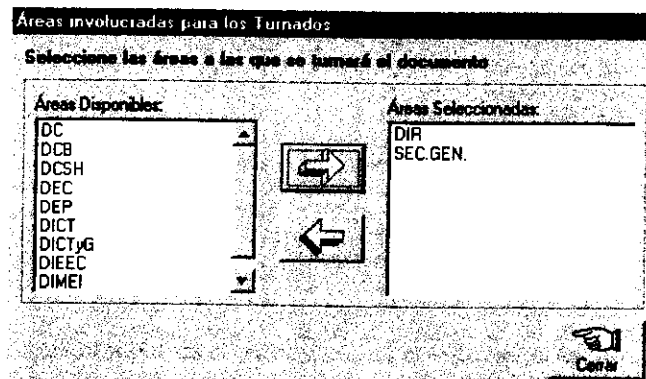 Áreas involucradas para los Turnados
Seleccione las áreas a las que se turnará el documento
Áreas Disponibles:
DC
DCB
DCSH
DEC
DEP
DICT
DICTyG
DIEEC
DIMEI
Áreas Seleccionadas:
DIR
SEC.GEN.
Cerrar